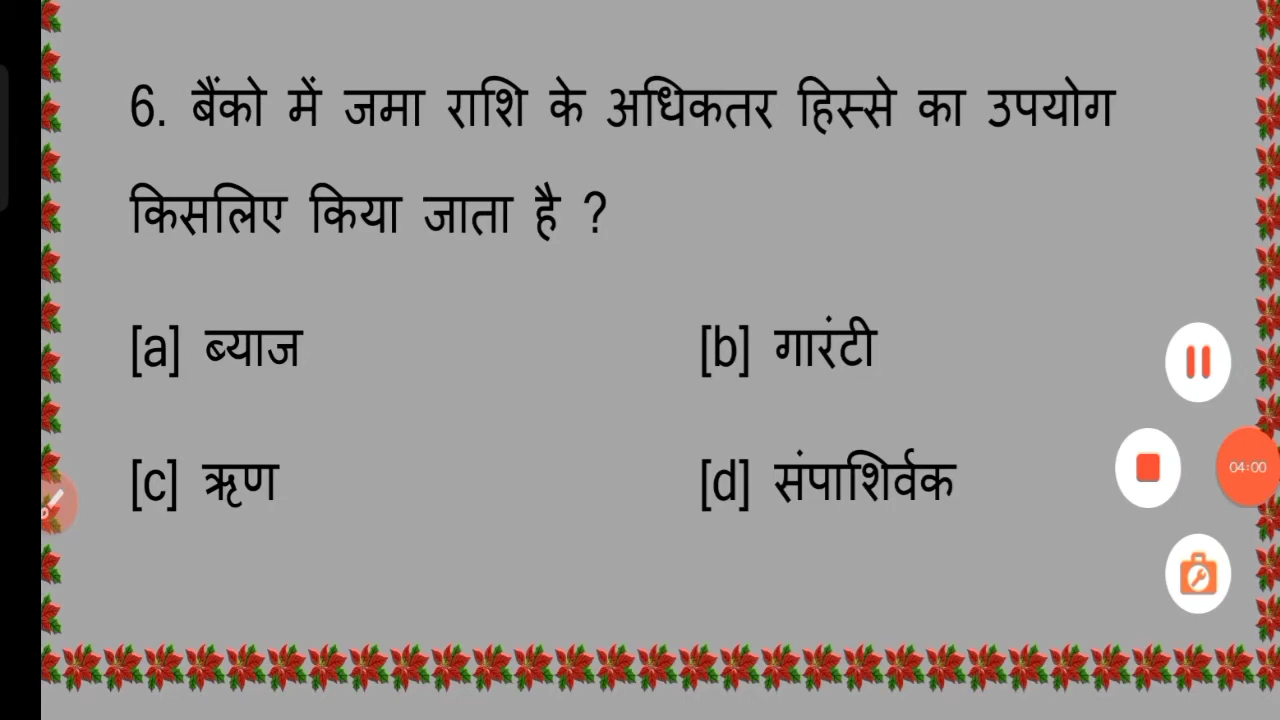 6. बैंको में जमा राशि के अधिकतर हिस्से का उपयोग
किसलिए किया जाता है ?
[a] ब्याज [b] गारंटी
[c] ऋण [d] संपाशिर्वक
04:00